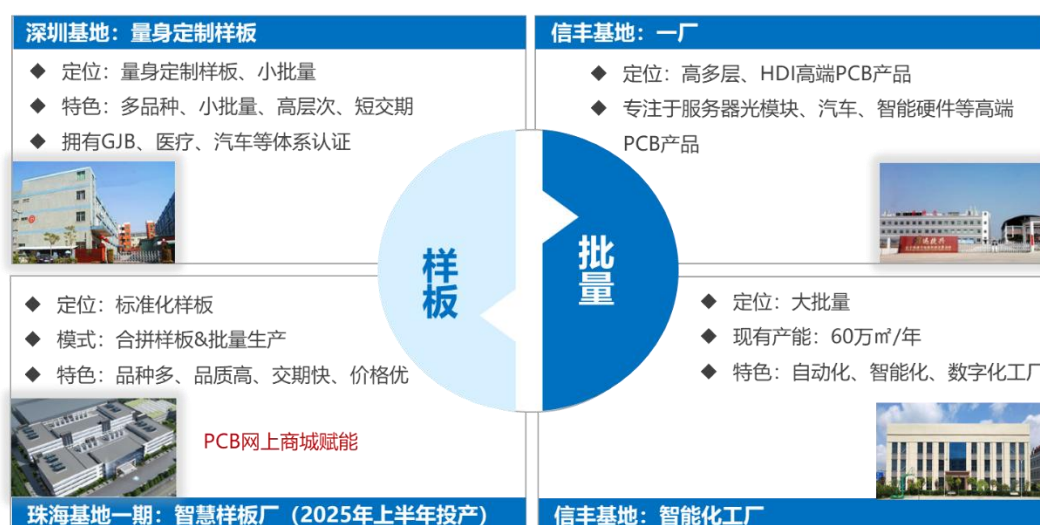 深圳基地：量身定制样板
◆ 定位：量身定制样板、小批量
◆ 特色：多品种、小批量、高层次、短交期
◆ 拥有GJB、医疗、汽车等体系认证
信丰基地：一厂
◆ 定位：高多层、HDI高端PCB产品
◆ 专注于服务器光模块、汽车、智能硬件等高端
PCB产品
样板
批量
◆ 定位：标准化样板
◆ 模式：合拼样板&批量生产
◆ 特色：品种多、品质高、交期快、价格优
PCB网上商城赋能
珠海基地一期：智慧样板厂（2025年上半年投产）
◆ 定位：大批量
◆ 现有产能：60万㎡/年
◆ 特色：自动化、智能化、数字化工厂
信丰基地：智能化工厂